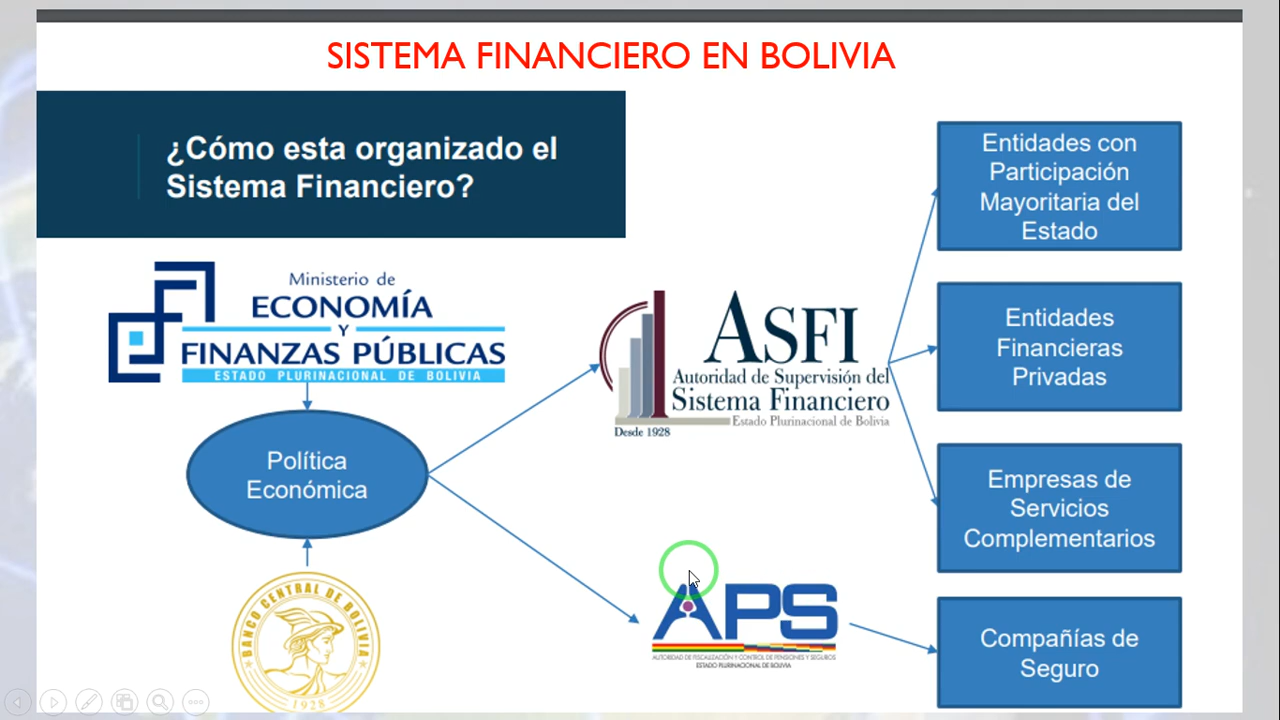 SISTEMA FINANCIERO EN BOLIVIA
¿Cómo esta organizado el
Sistema Financiero?
Ministerio de
ECONOMÍA
Y
FINANZAS PÚBLICAS
ESTADO PLURINACIONAL DE BOLIVIA
Política
Económica
BANCO CENTRAL DE BOLIVIA
1928
ASFI
Autoridad de Supervisión del
Sistema Financiero
Estado Plurinacional de Bolivia
Desde 1928
APS
AUTORIDAD DE FISCALIZACIÓN Y CONTROL DE PENSIONES Y SEGUROS
ESTADO PLURINACIONAL DE BOLIVIA
Entidades con
Participación
Mayoritaria del
Estado
Entidades
Financieras
Privadas
Empresas de
Servicios
Complementarios
Compañías de
Seguro